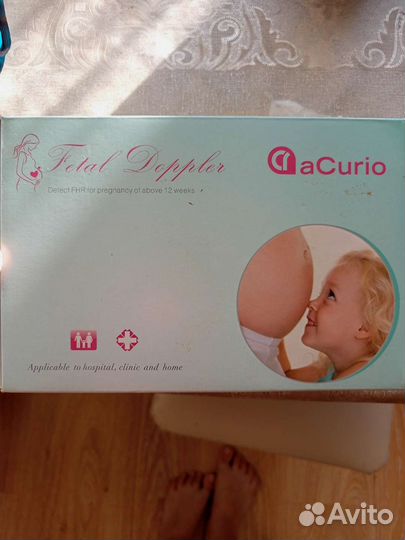 Fetal Doppler
aCurio
Detect FHR for pregnancy of above 12 weeks
Applicable to hospital, clinic and home
Avito